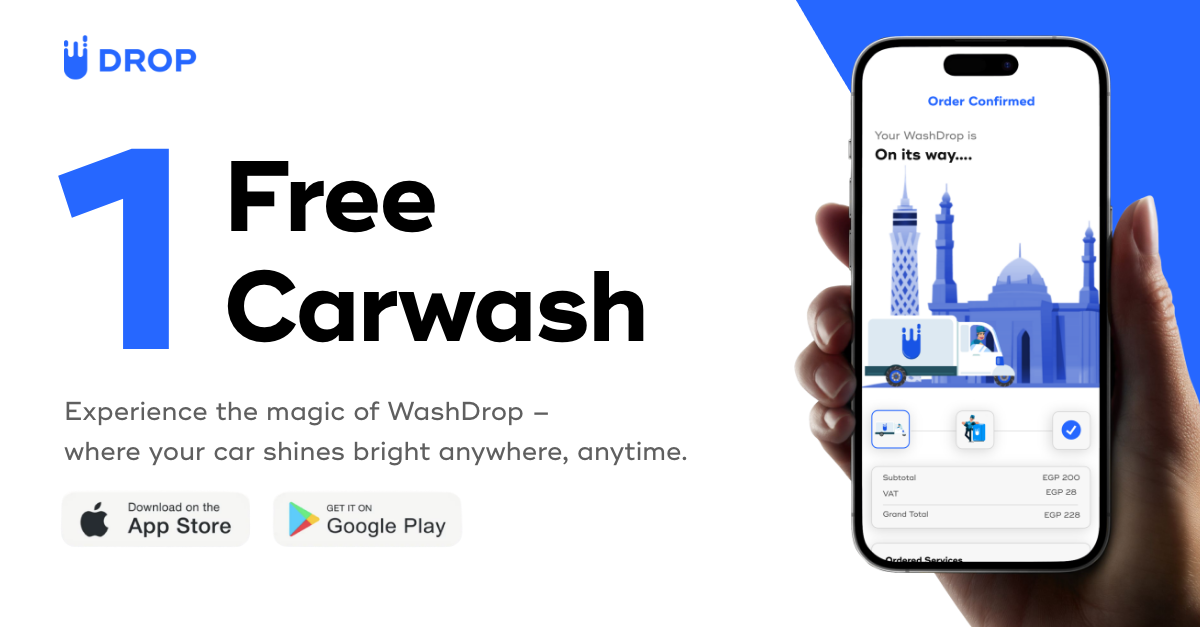 DROP
1
Free
Carwash
Experience the magic of WashDrop –
where your car shines bright anywhere, anytime.
Download on the
App Store
GET IT ON
Google Play
Order Confirmed
Your WashDrop is
On its way....
Subtotal EGP 200
VAT EGP 28
Grand Total EGP 228
Ordered Services